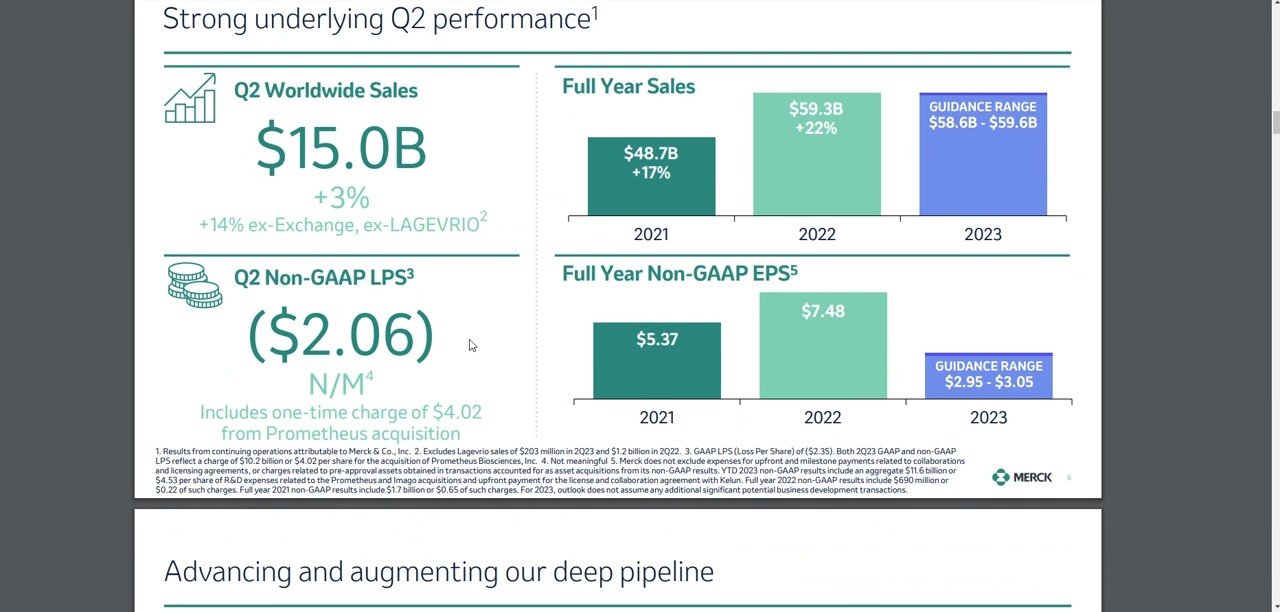 Strong underlying Q2 performance1
Q2 Worldwide Sales
$15.0B
+3%
+14% ex-Exchange, ex-LAGEVRIO2
Q2 Non-GAAP LPS3
($2.06)
N/M4
Includes one-time charge of $4.02
from Prometheus acquisition
Full Year Sales
$48.7B
+17%
$59.3B
+22%
GUIDANCE RANGE
$58.6B - $59.6B
2021
2022
2023
Full Year Non-GAAP EPS5
$5.37
$7.48
GUIDANCE RANGE
$2.95 - $3.05
2021
2022
2023
1. Results from continuing operations attributable to Merck & Co., Inc. 2. Excludes Lagevrio sales of $203 million in 2Q23 and $1.2 billion in 2Q22. 3. GAAP LPS (Loss Per Share) of ($2.35). Both 2Q23 GAAP and non-GAAP
LPS reflect a charge of $10.2 billion or $4.02 per share for the acquisition of Prometheus Biosciences, Inc. 4. Not meaningful 5. Merck does not exclude expenses for upfront and milestone payments related to collaborations
and licensing agreements, or charges related to pre-approval assets obtained in transactions accounted for as asset acquisitions from its non-GAAP results. YTD 2023 non-GAAP results include an aggregate $11.6 billion or
$4.53 per share of R&D expenses related to the Prometheus and Imago acquisitions and upfront payment for the license and collaboration agreement with Kelun. Full year 2022 non-GAAP results include $690 million or
$0.22 of such charges. Full year 2021 non-GAAP results include $1.7 billion or $0.65 of such charges. For 2023, outlook does not assume any additional significant potential business development transactions.
MERCK
6
Advancing and augmenting our deep pipeline